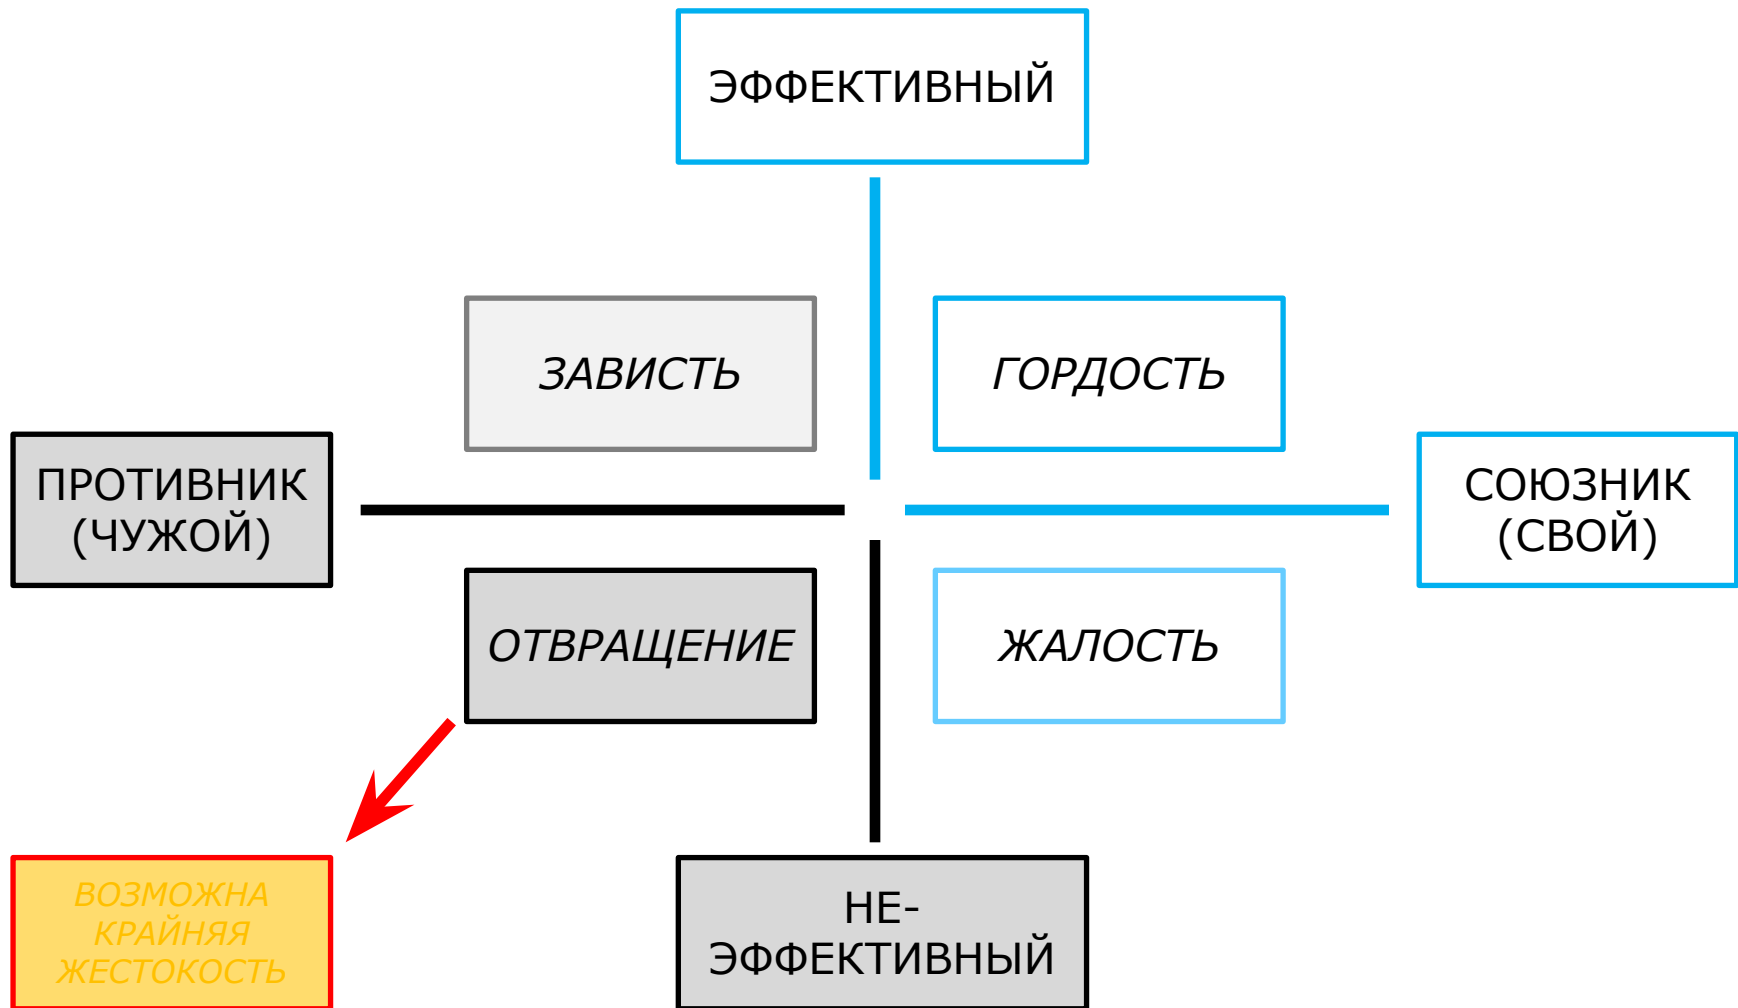 ЭФФЕКТИВНЫЙ
ЗАВИСТЬ
ГОРДОСТЬ
ПРОТИВНИК
(ЧУЖОЙ)
СОЮЗНИК
(СВОЙ)
ОТВРАЩЕНИЕ
ЖАЛОСТЬ
ВОЗМОЖНА
КРАЙНЯЯ
ЖЕСТОКОСТЬ
НЕ-
ЭФФЕКТИВНЫЙ